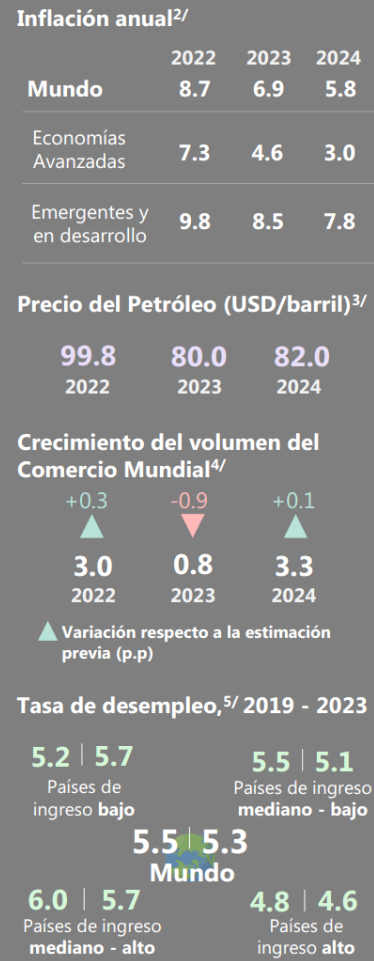 Inflación anual2/
2022 2023 2024
Mundo 8.7 6.9 5.8
Economías
Avanzadas 7.3 4.6 3.0
Emergentes y
en desarrollo 9.8 8.5 7.8
Precio del Petróleo (USD/barril)3/
99.8 80.0 82.0
2022 2023 2024
Crecimiento del volumen del
Comercio Mundial4/
+0.3 -0.9 +0.1
3.0 0.8 3.3
2022 2023 2024
Variación respecto a la estimación
previa (p.p)
Tasa de desempleo,5/ 2019 - 2023
5.2 | 5.7
Países de
ingreso bajo
5.5 | 5.1
Países de ingreso
mediano - bajo
5.5 | 5.3
Mundo
6.0 | 5.7
Países de ingreso
mediano - alto
4.8 | 4.6
Países de
ingreso alto